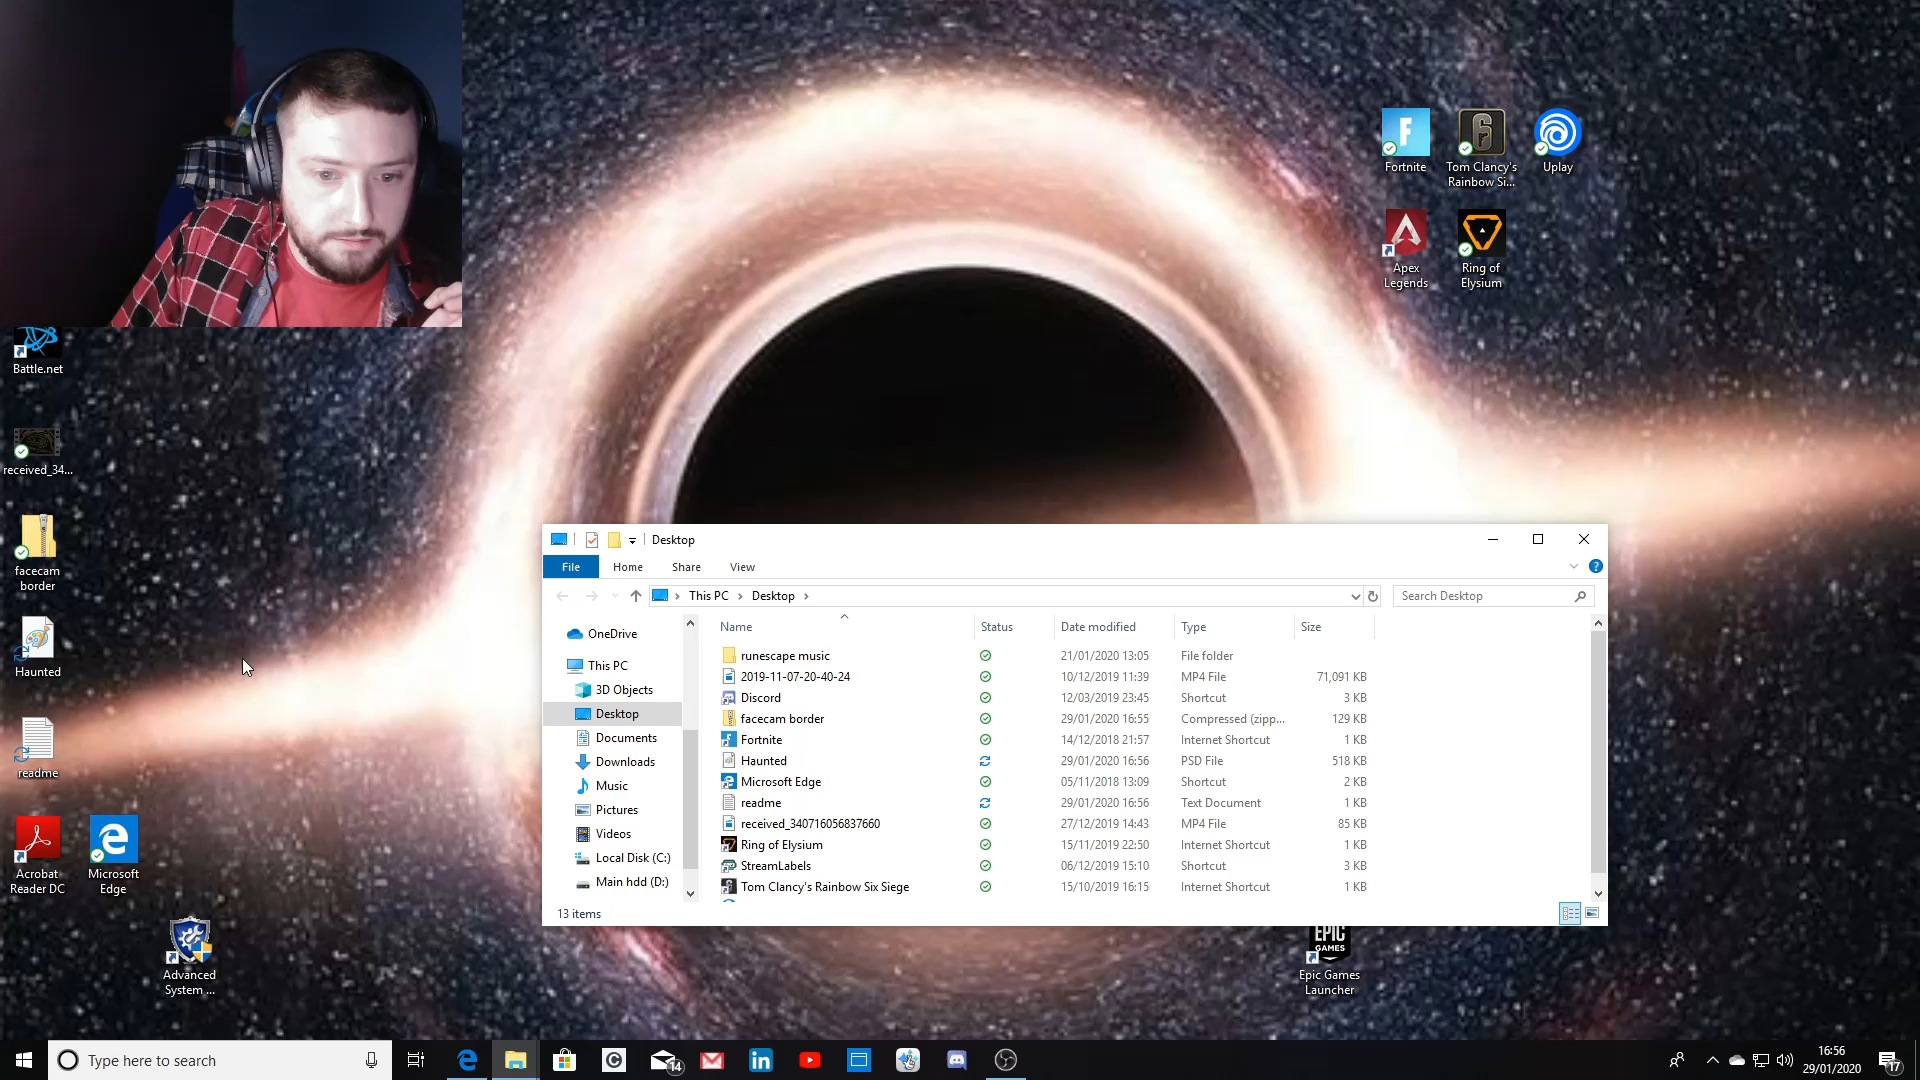 Fortnite
Tom Clancy's
Rainbow Si...
Uplay
Apex
Legends
Ring of
Elysium
Battle.net
received_34...
facecam
border
Haunted
readme
Acrobat
Reader DC
Microsoft
Edge
Advanced
System ...
EPIC
GAMES
Epic Games
Launcher
Desktop
File
Home
Share
View
This PC
Desktop
Search Desktop
OneDrive
This PC
3D Objects
Desktop
Documents
Downloads
Music
Pictures
Videos
Local Disk (C:)
Main hdd (D:)
Name Status Date modified Type Size
runescape music 21/01/2020 13:05 File folder
2019-11-07-20-40-24 10/12/2019 11:39 MP4 File 71,091 KB
Discord 12/03/2019 23:45 Shortcut 3 KB
facecam border 29/01/2020 16:55 Compressed (zipp... 129 KB
Fortnite 14/12/2018 21:57 Internet Shortcut 1 KB
Haunted 29/01/2020 16:56 PSD File 518 KB
Microsoft Edge 05/11/2018 13:09 Shortcut 2 KB
readme 29/01/2020 16:56 Text Document 1 KB
received_340716056837660 27/12/2019 14:43 MP4 File 85 KB
Ring of Elysium 15/11/2019 22:50 Internet Shortcut 1 KB
StreamLabels 06/12/2019 15:10 Shortcut 3 KB
Tom Clancy's Rainbow Six Siege 15/10/2019 16:15 Internet Shortcut 1 KB
13 items
Type here to search
14
16:56
29/01/2020
17